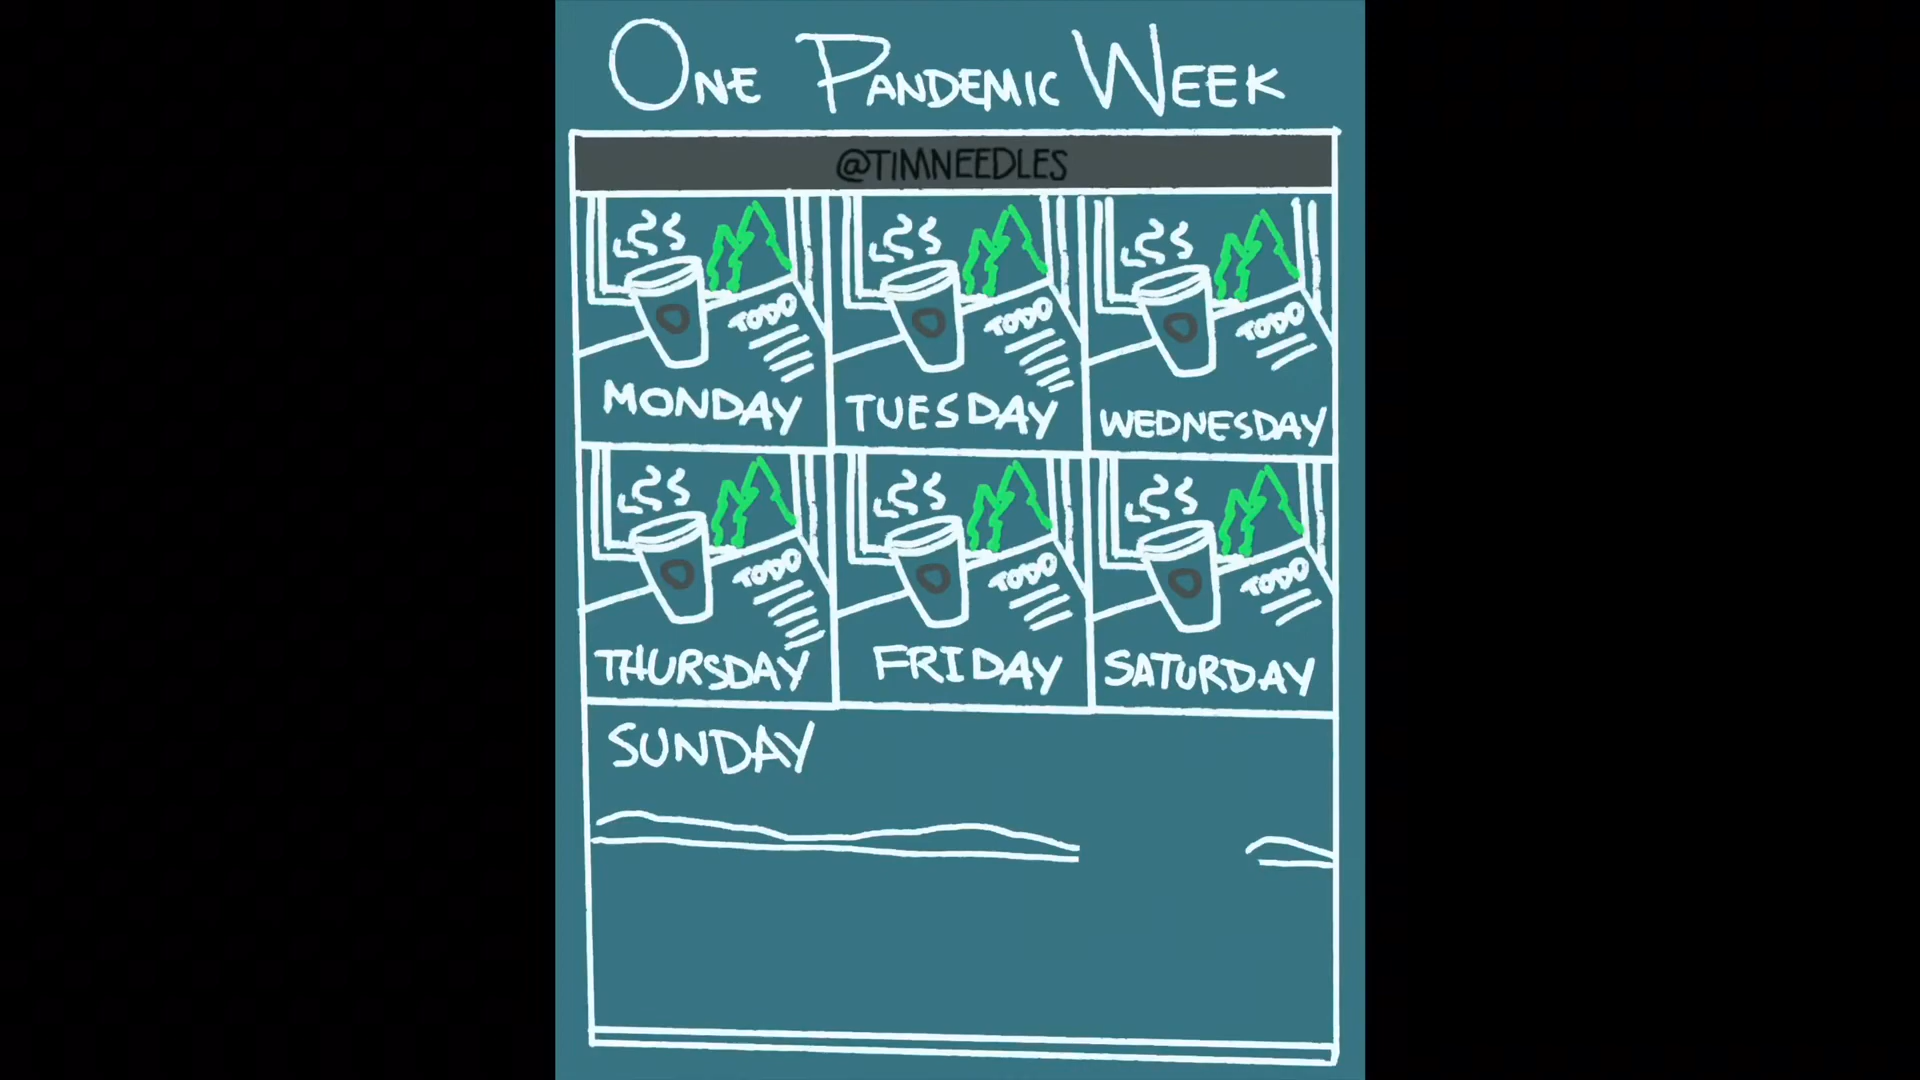 ONE PANDEMIC WEEK
@TIMNEEDLES
TODO
TODO
TODO
MONDAY
TUESDAY
WEDNESDAY
TODO
TODO
TODO
THURSDAY
FRIDAY
SATURDAY
SUNDAY